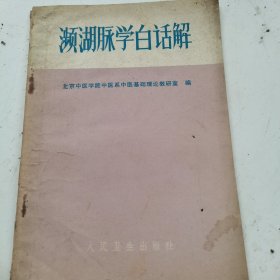 濒湖脉学白话解
北京中医学院中医系中医基础理论教研室 编
人民卫生出版社